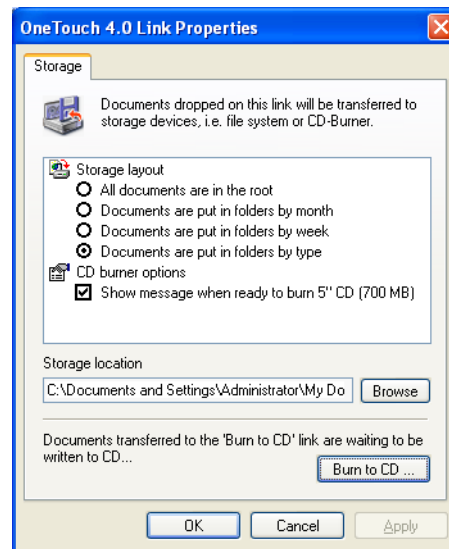 OneTouch 4.0 Link Properties
Storage
Documents dropped on this link will be transferred to
storage devices, i.e. file system or CD-Burner.
Storage layout
All documents are in the root
Documents are put in folders by month
Documents are put in folders by week
Documents are put in folders by type
CD burner options
Show message when ready to burn 5" CD (700 MB)
Storage location
C:\Documents and Settings\Administrator\My Do
Browse
Documents transferred to the 'Burn to CD' link are waiting to be
written to CD...
Burn to CD ...
OK
Cancel
Apply